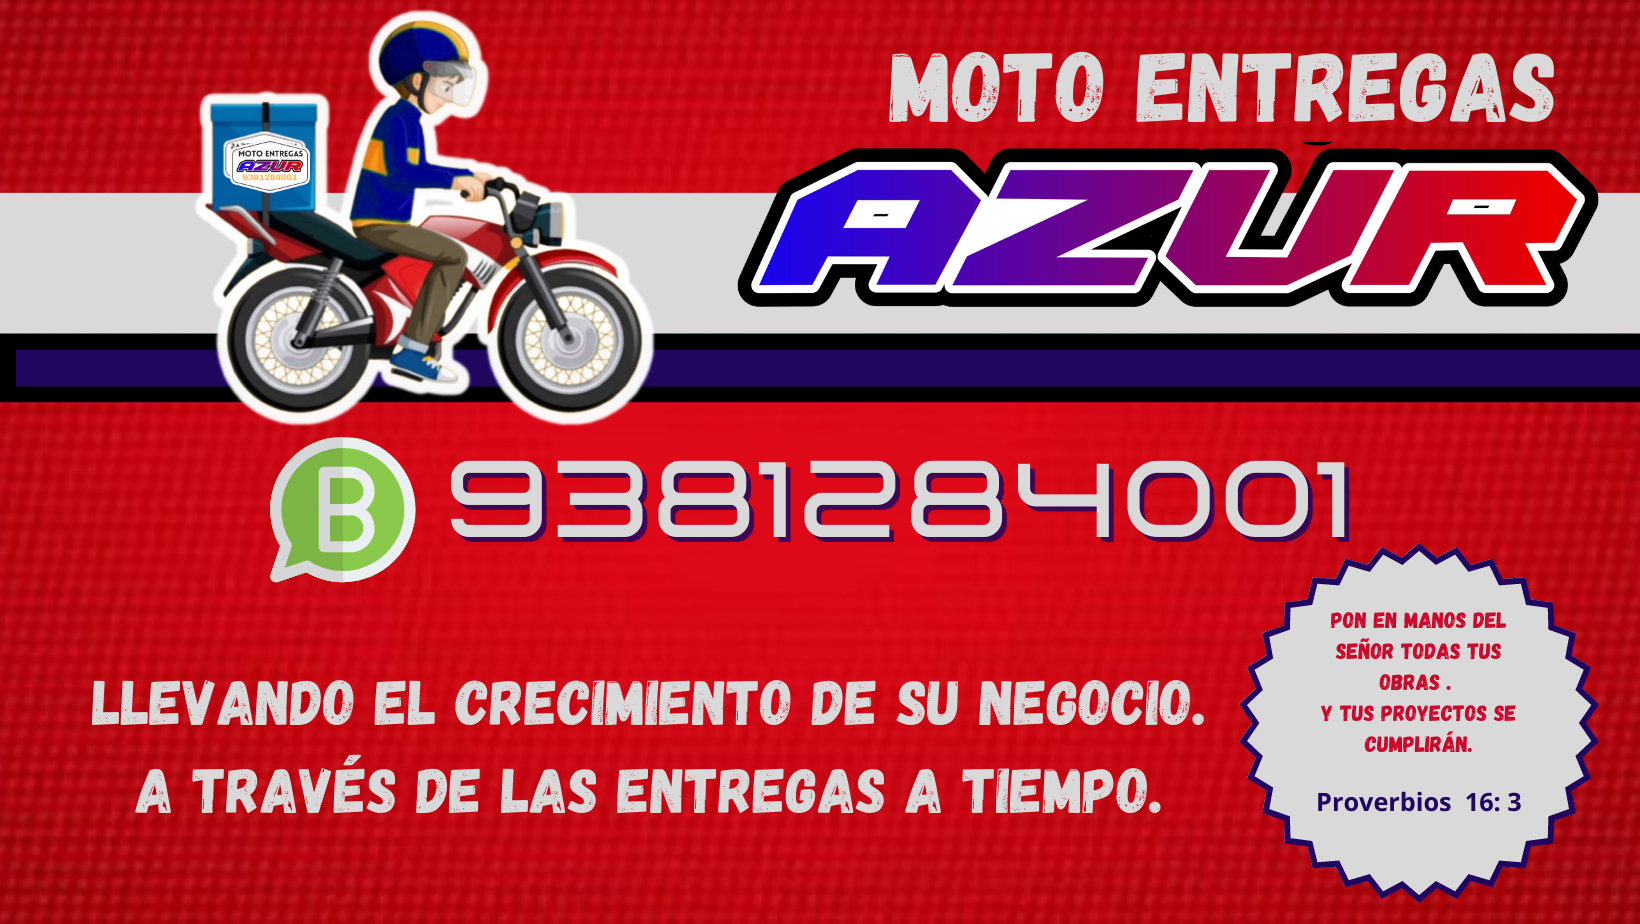 MOTO ENTREGAS
AZUR
MOTO ENTREGAS
AZUR
9381284001
B 9381284001
LLEVANDO EL CRECIMIENTO DE SU NEGOCIO.
A TRAVÉS DE LAS ENTREGAS A TIEMPO.
PON EN MANOS DEL
SEÑOR TODAS TUS
OBRAS .
Y TUS PROYECTOS SE
CUMPLIRÁN.
Proverbios 16: 3